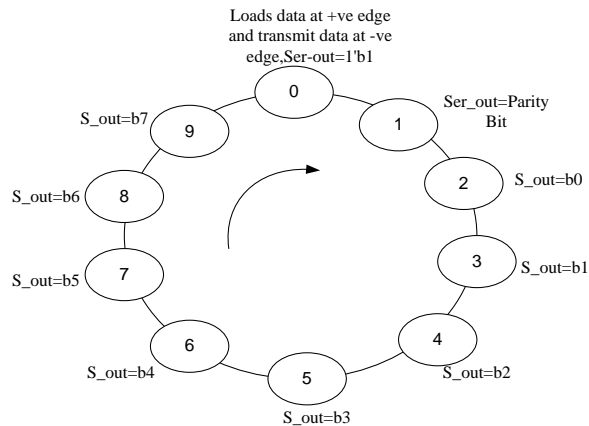 Loads data at +ve edge
and transmit data at -ve
edge,Ser-out=1'b1
0
1
Ser_out=Parity
Bit
2
S_out=b0
3
S_out=b1
4
S_out=b2
5
S_out=b3
6
S_out=b4
7
S_out=b5
8
S_out=b6
9
S_out=b7